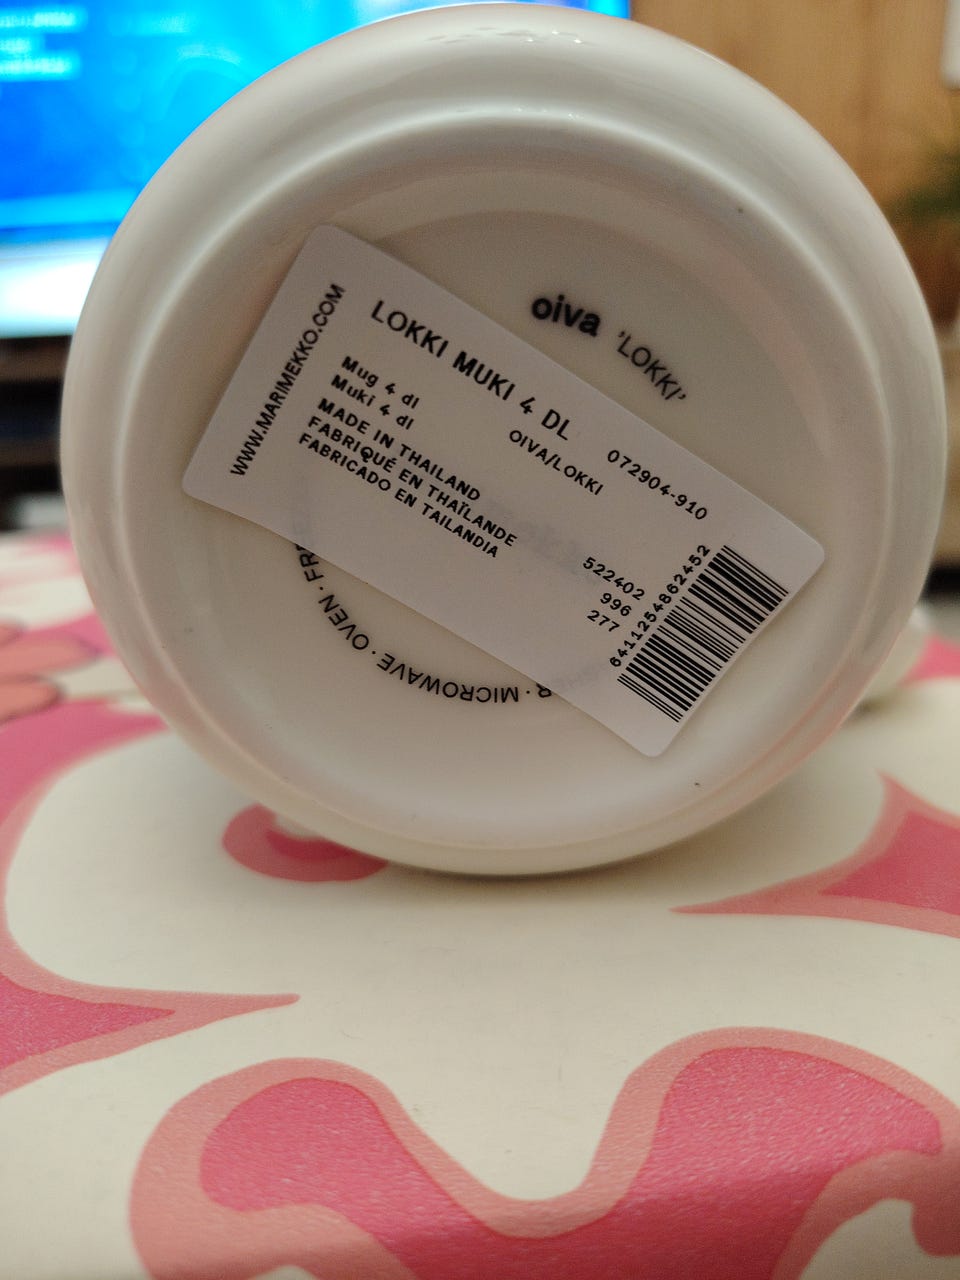 oiva 'LOKKI'
WWW.MARIMEKKO.COM
LOKKI MUKI 4 DL
072904-910
Mug 4 dl
OIVA/LOKKI
Muki 4 dl
MADE IN THAILAND
FABRIQUÉ EN THAÏLANDE
FABRICADO EN TAILANDIA
522402
996
277
6411254862452
MICROWAVE · OVEN ·